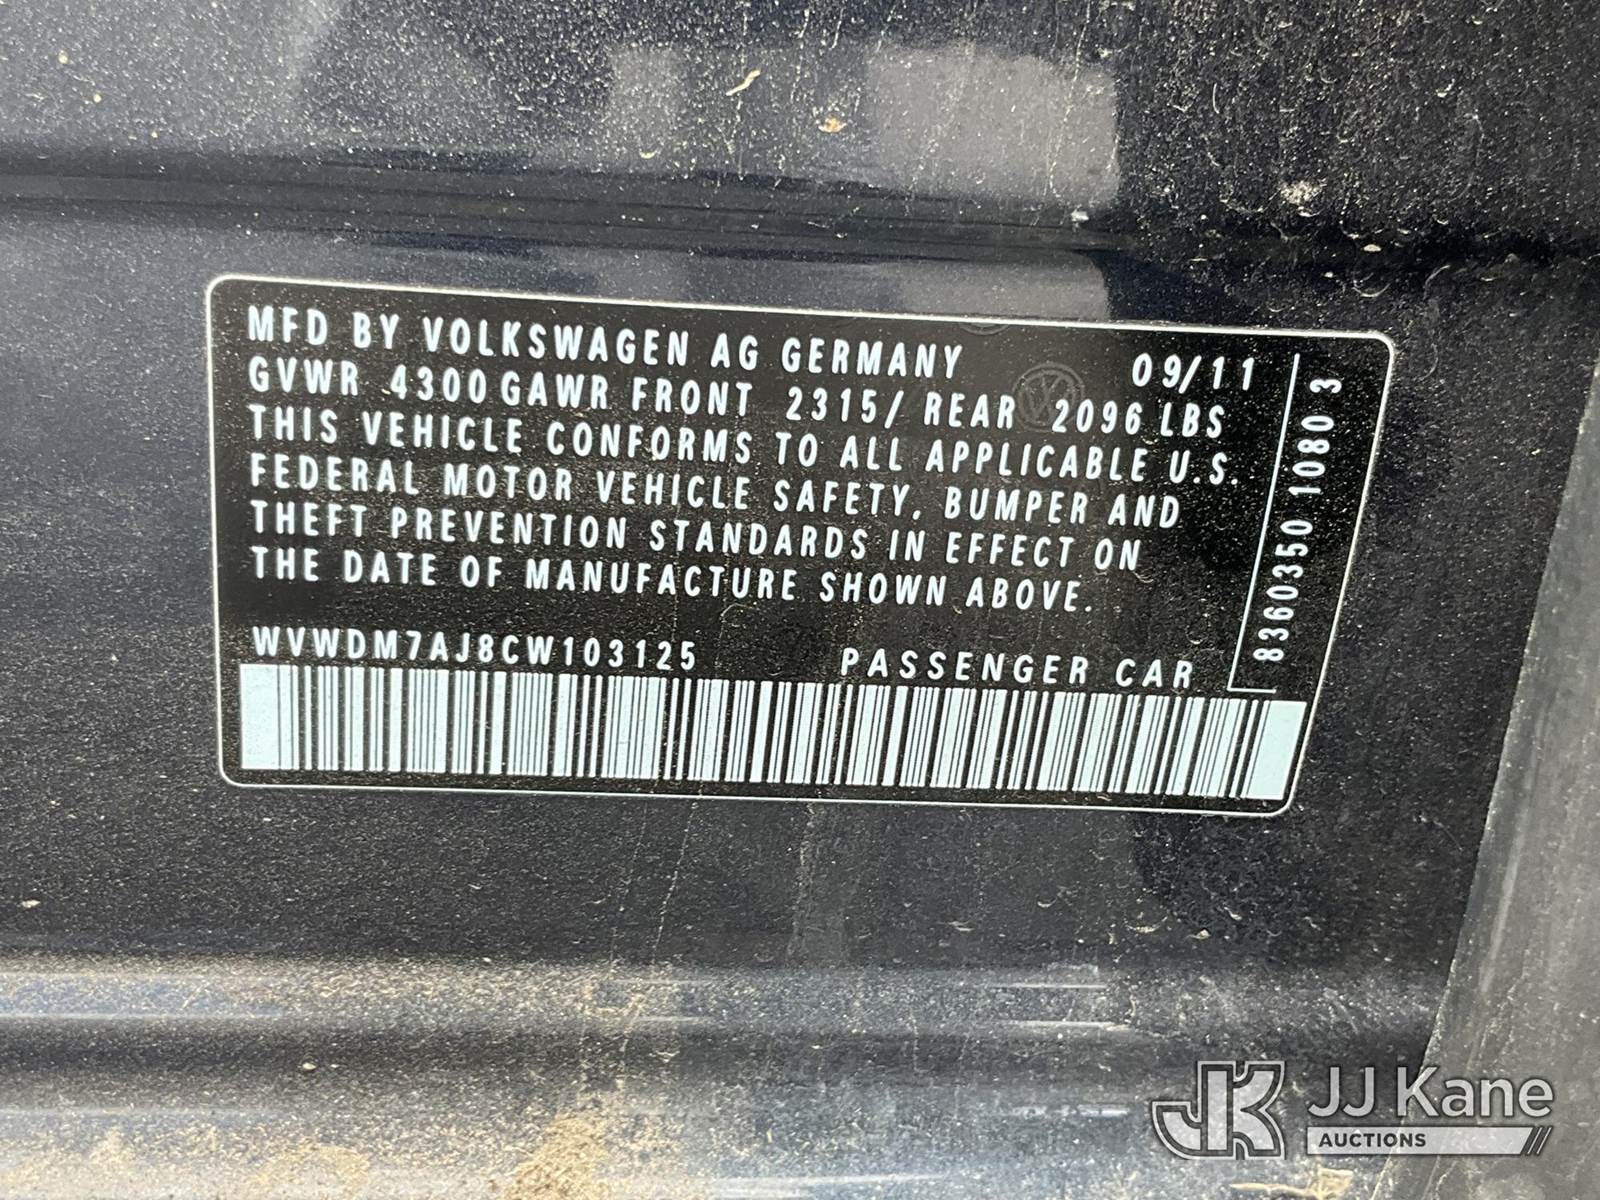 MFD BY VOLKSWAGEN AG GERMANY 09/11
GVWR 4300 GAWR FRONT 2315/ REAR 2096 LBS
THIS VEHICLE CONFORMS TO ALL APPLICABLE U.S.
FEDERAL MOTOR VEHICLE SAFETY, BUMPER AND
THEFT PREVENTION STANDARDS IN EFFECT ON
THE DATE OF MANUFACTURE SHOWN ABOVE.
WVWDM7AJ8CW103125 PASSENGER CAR
8360350 10803
JK JJ Kane
AUCTIONS